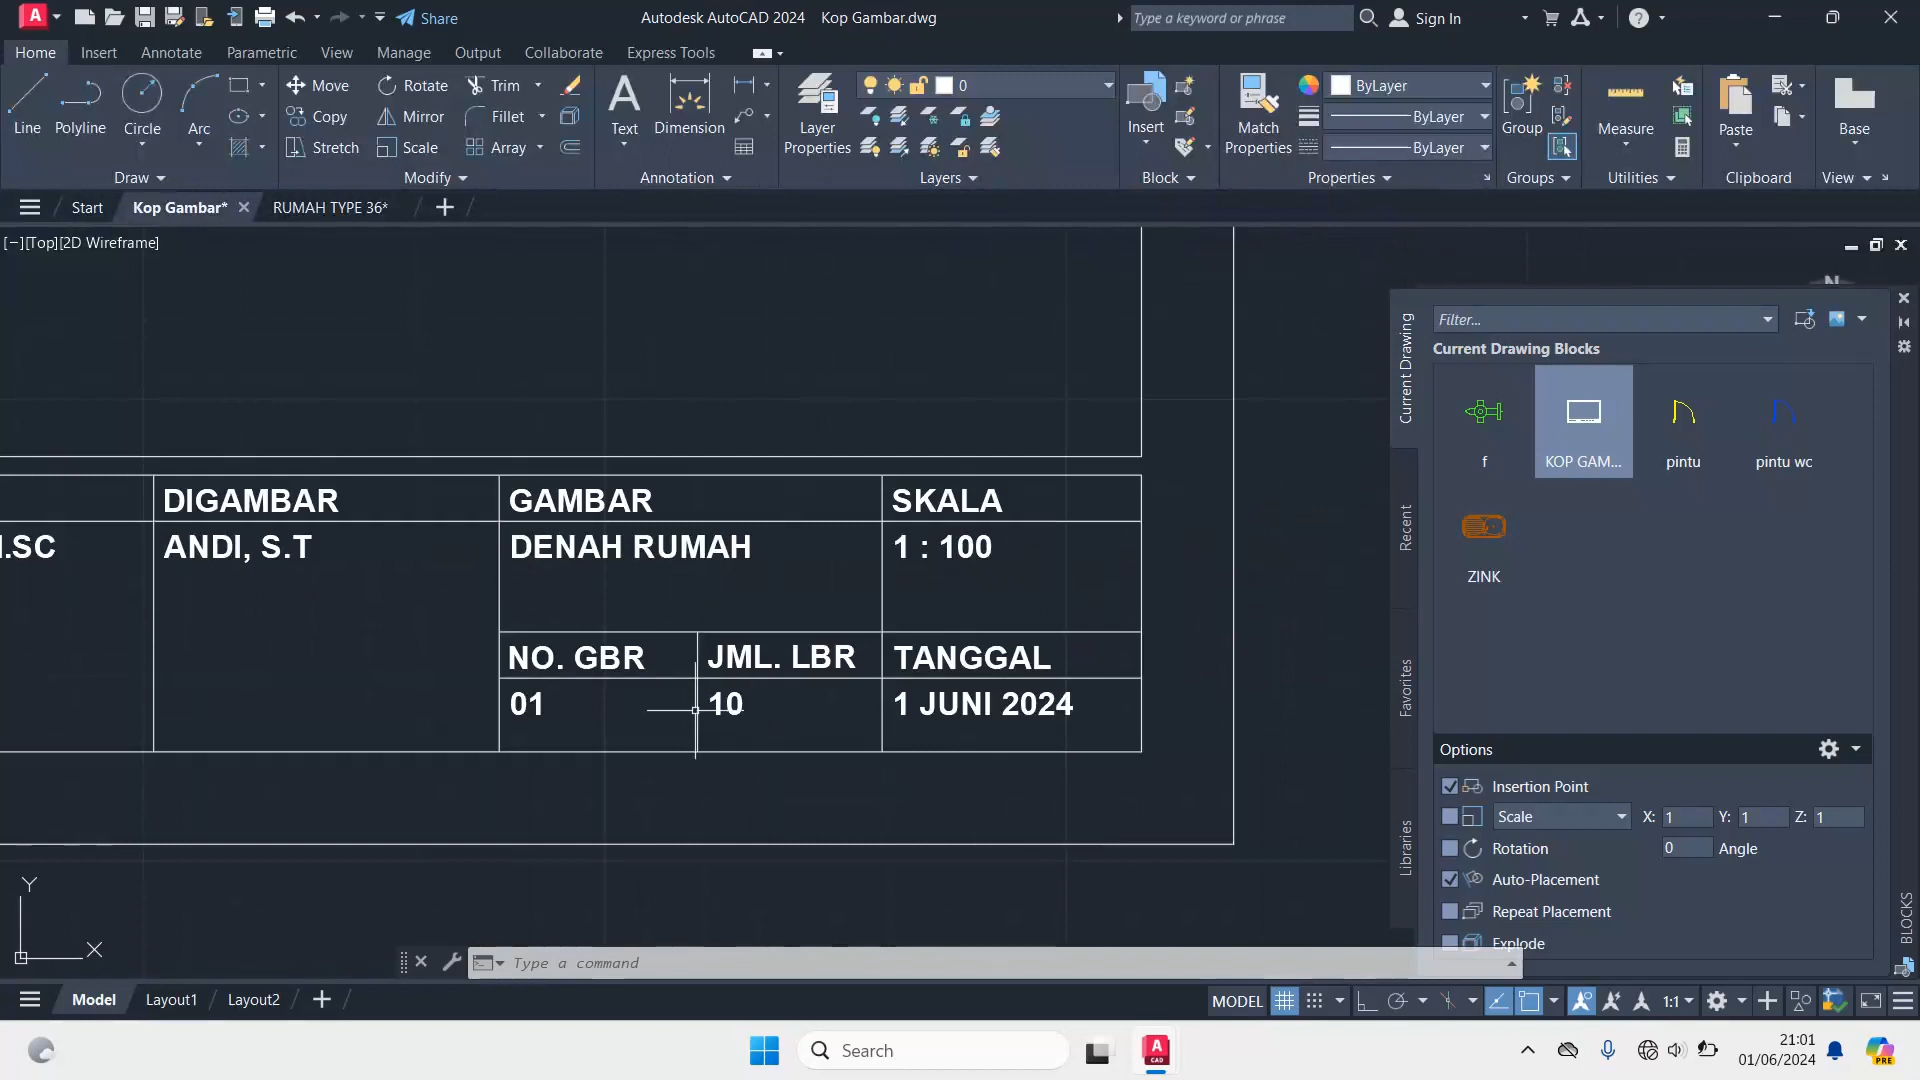 Share
Autodesk AutoCAD 2024 Kop Gambar.dwg
Type a keyword or phrase
Sign In
Home Insert Annotate Parametric View Manage Output Collaborate Express Tools
Line Polyline Circle Arc
Move Rotate Trim
Copy Mirror Fillet
Stretch Scale Array
Text Dimension
Layer Properties
0
Insert
Match Properties
ByLayer
ByLayer
ByLayer
Group
Measure
Paste
Base
Draw Modify Annotation Layers Block Properties Groups Utilities Clipboard View
Start Kop Gambar* RUMAH TYPE 36*
[−][Top][2D Wireframe]
N
DIGAMBAR GAMBAR SKALA
.SC ANDI, S.T DENAH RUMAH 1 : 100
NO. GBR JML. LBR TANGGAL
01 10 1 JUNI 2024
Y
X
Current Drawing
Recent
Favorites
Libraries
Filter...
Current Drawing Blocks
f KOP GAM... pintu pintu wc
ZINK
Options
Insertion Point
Scale X: 1 Y: 1 Z: 1
Rotation 0 Angle
Auto-Placement
Repeat Placement
Explode
BLOCKS
Type a command
Model Layout1 Layout2
MODEL 1:1
Search
A CAD
21:01
01/06/2024
PRE